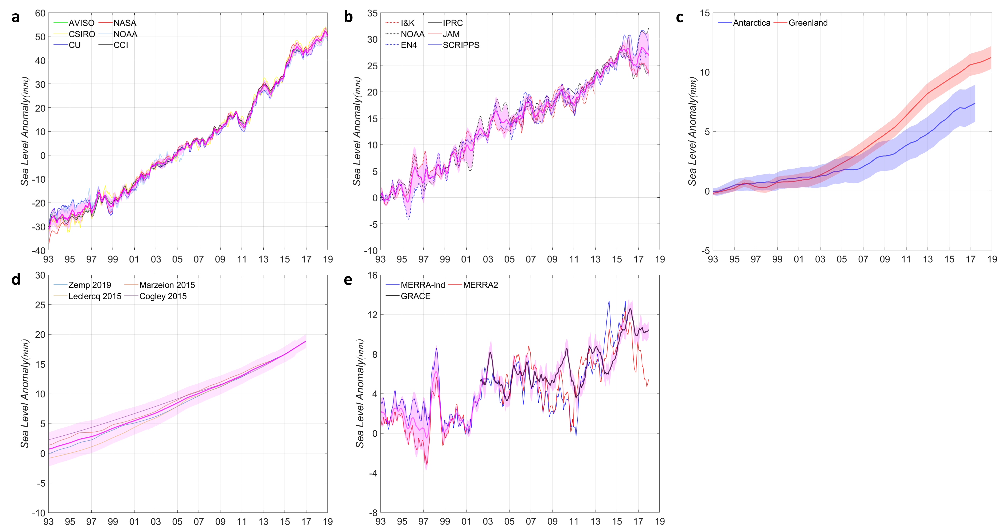 a
Sea Level Anomaly(mm)
60
50
40
30
20
10
0
-10
-20
-30
-40
AVISO NASA
CSIRO NOAA
CU CCI
93 95 97 99 01 03 05 07 09 11 13 15 17 19
b
Sea Level Anomaly(mm)
35
30
25
20
15
10
5
0
-5
-10
I&K IPRC
NOAA JAM
EN4 SCRIPPS
93 95 97 99 01 03 05 07 09 11 13 15 17 19
c
Sea Level Anomaly(mm)
15
10
5
0
-5
Antarctica Greenland
93 95 97 99 01 03 05 07 09 11 13 15 17 19
d
Sea Level Anomaly(mm)
30
25
20
15
10
5
0
-5
-10
Zemp 2019 Marzeion 2015
Leclercq 2015 Cogley 2015
93 95 97 99 01 03 05 07 09 11 13 15 17 19
e
Sea Level Anomaly(mm)
16
12
8
4
0
-4
-8
MERRA-Ind MERRA2
GRACE
93 95 97 99 01 03 05 07 09 11 13 15 17 19